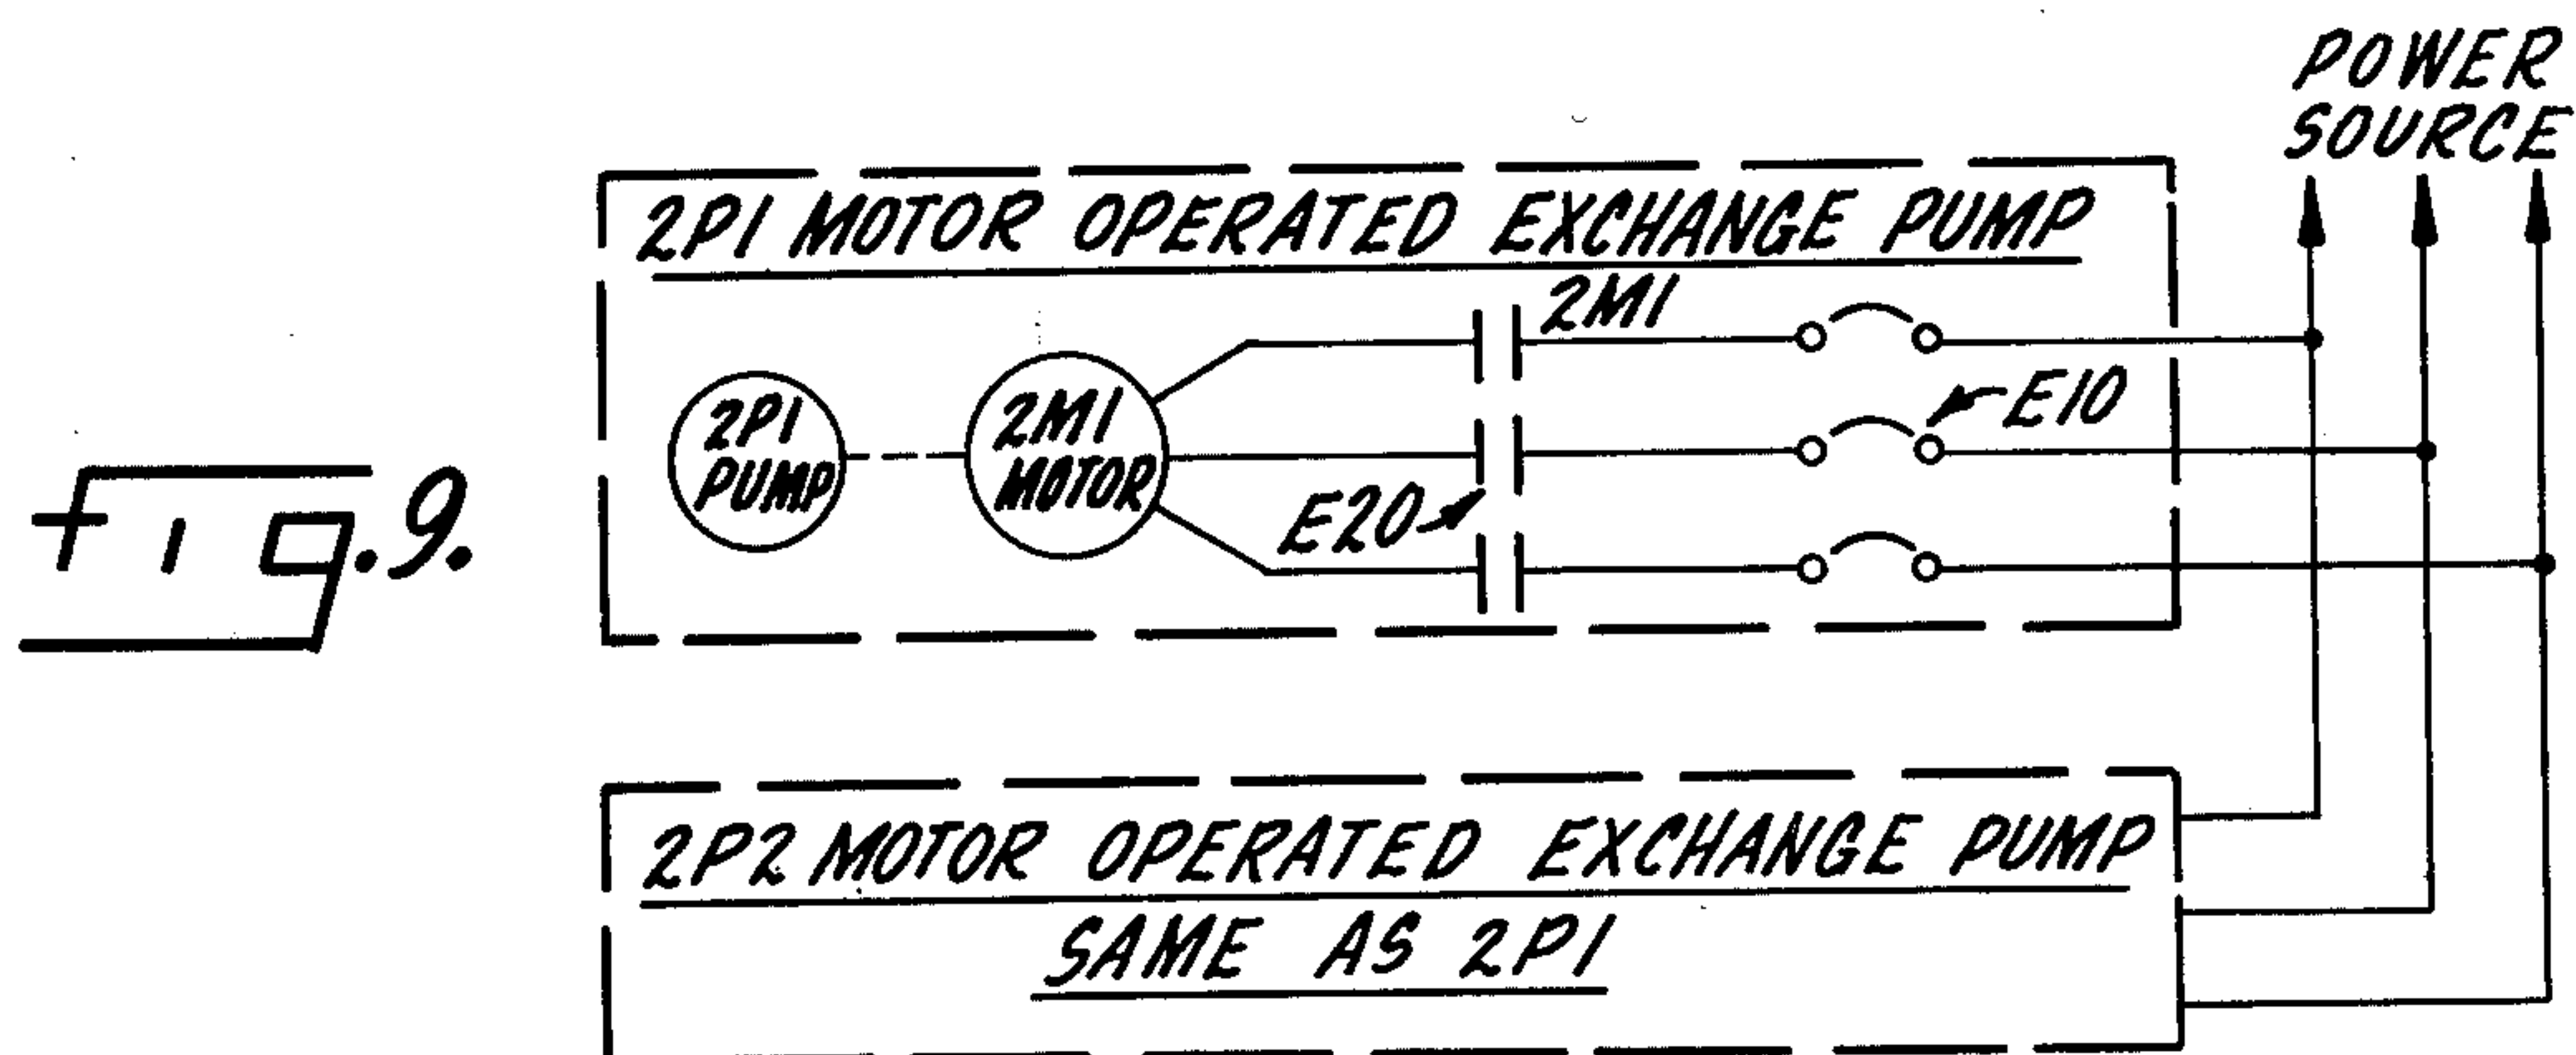 POWER
SOURCE
2P1 MOTOR OPERATED EXCHANGE PUMP
2M1
E10
2P1
PUMP
2M1
MOTOR
E20
Fig. 9.
2P2 MOTOR OPERATED EXCHANGE PUMP
SAME AS 2P1